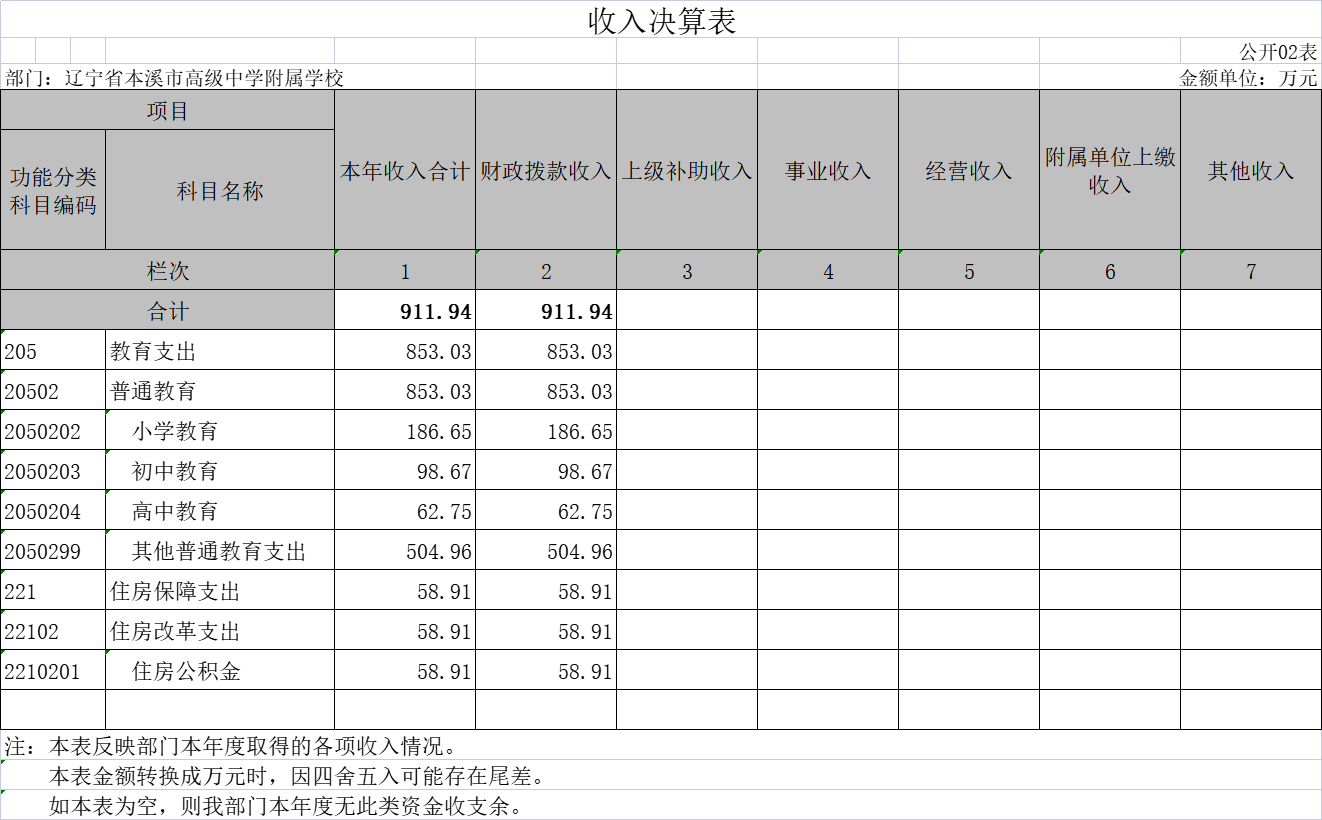 收入决算表
公开02表
部门：辽宁省本溪市高级中学附属学校 金额单位：万元
项目
功能分类科目编码 科目名称 本年收入合计 财政拨款收入 上级补助收入 事业收入 经营收入 附属单位上缴收入 其他收入
栏次 1 2 3 4 5 6 7
合计 911.94 911.94
205 教育支出 853.03 853.03
20502 普通教育 853.03 853.03
2050202 小学教育 186.65 186.65
2050203 初中教育 98.67 98.67
2050204 高中教育 62.75 62.75
2050299 其他普通教育支出 504.96 504.96
221 住房保障支出 58.91 58.91
22102 住房改革支出 58.91 58.91
2210201 住房公积金 58.91 58.91
注：本表反映部门本年度取得的各项收入情况。
本表金额转换成万元时，因四舍五入可能存在尾差。
如本表为空，则我部门本年度无此类资金收支余。